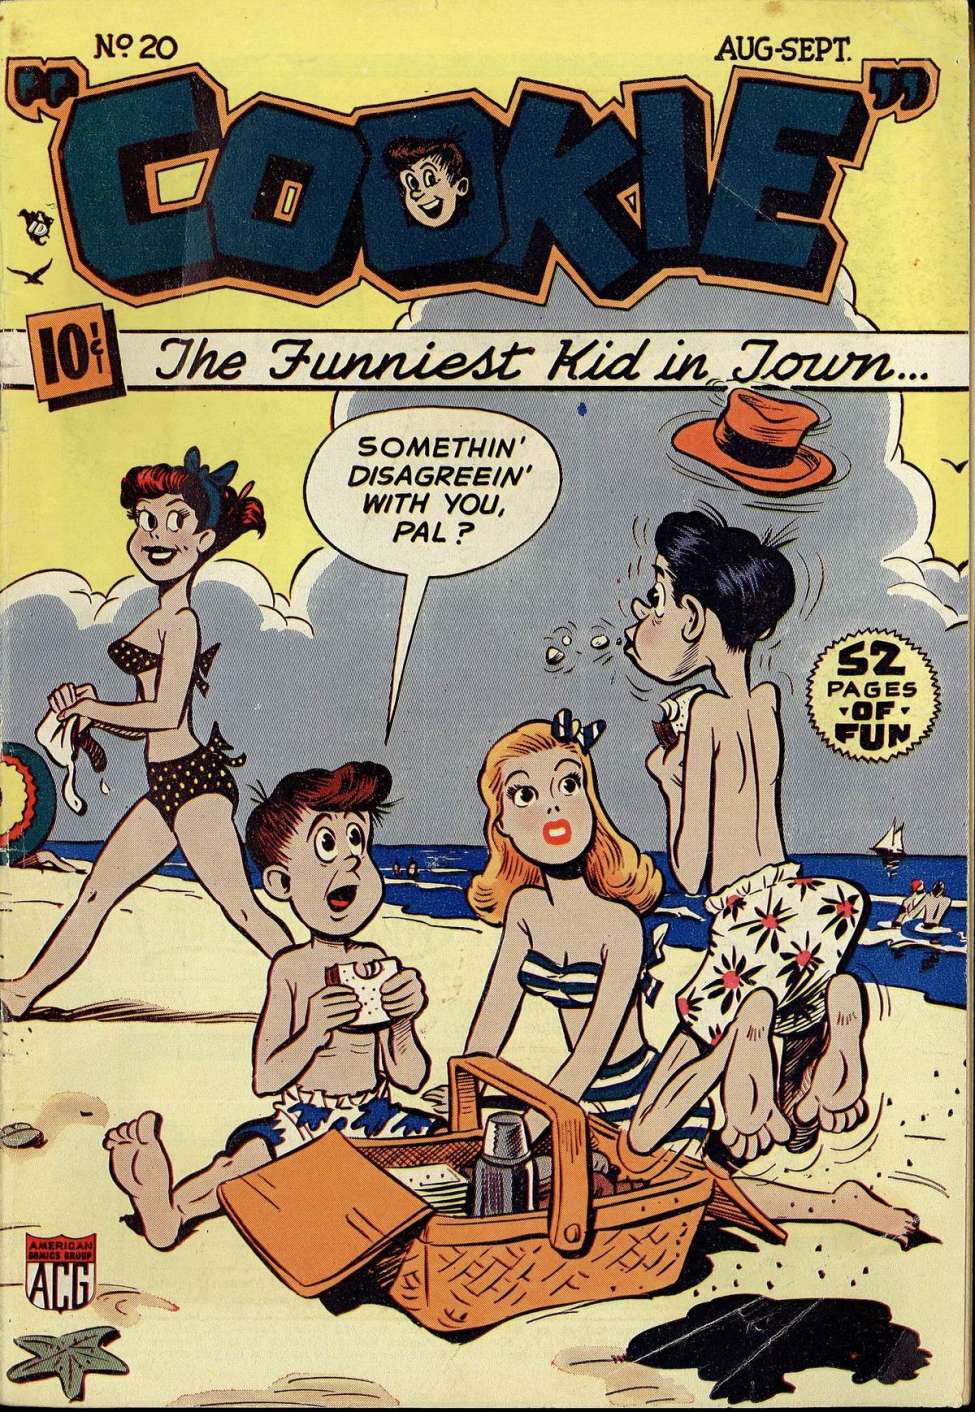 Nº 20
AUG-SEPT.
"COOKIE"
10¢
The Funniest Kid in Town...
SOMETHIN'
DISAGREEIN'
WITH YOU,
PAL?
52
PAGES
OF
FUN
AMERICAN
COMICS GROUP
ACG